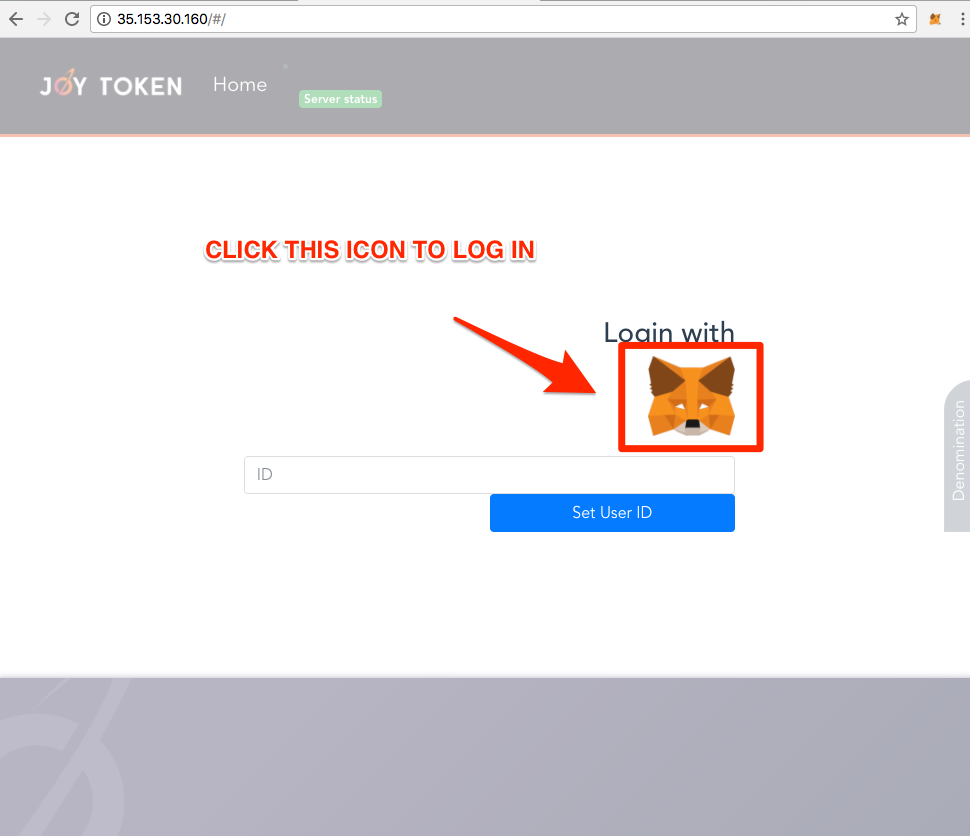 35.153.30.160/#/
JOY TOKEN
Home
Server status
CLICK THIS ICON TO LOG IN
Login with
Denomination
ID
Set User ID